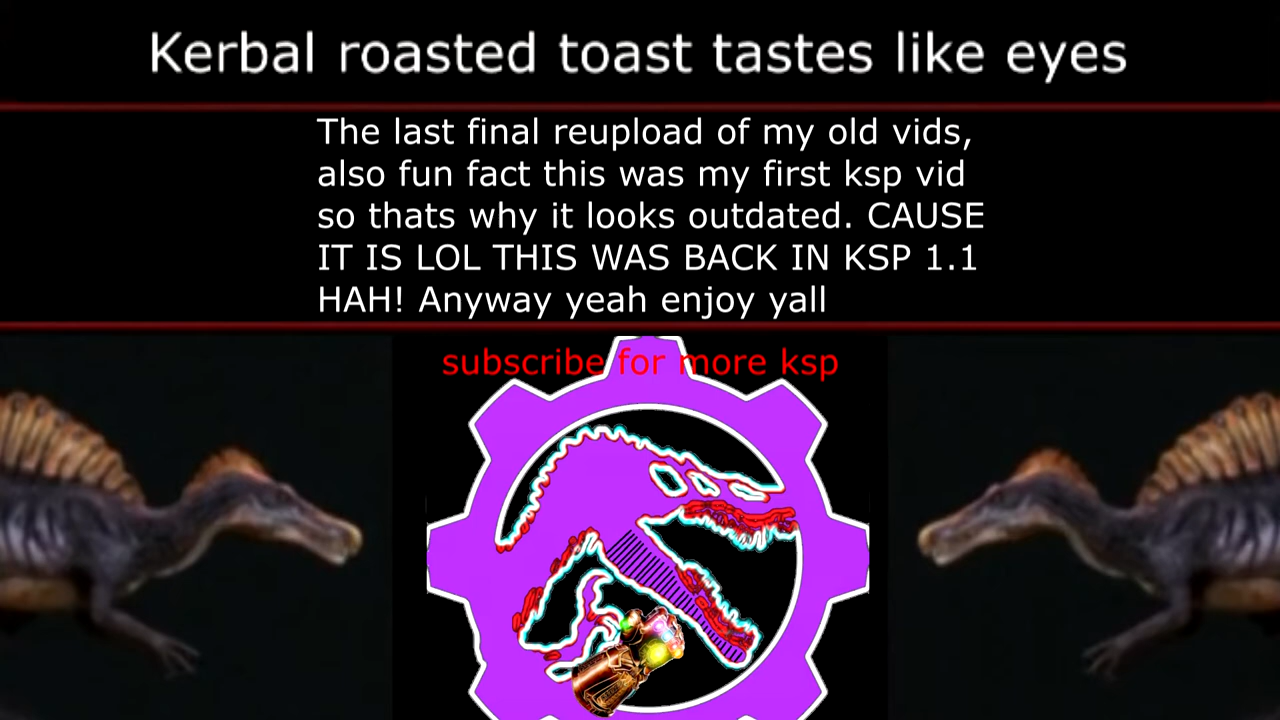 Kerbal roasted toast tastes like eyes
The last final reupload of my old vids,
also fun fact this was my first ksp vid
so thats why it looks outdated. CAUSE
IT IS LOL THIS WAS BACK IN KSP 1.1
HAH! Anyway yeah enjoy yall
subscribe for more ksp